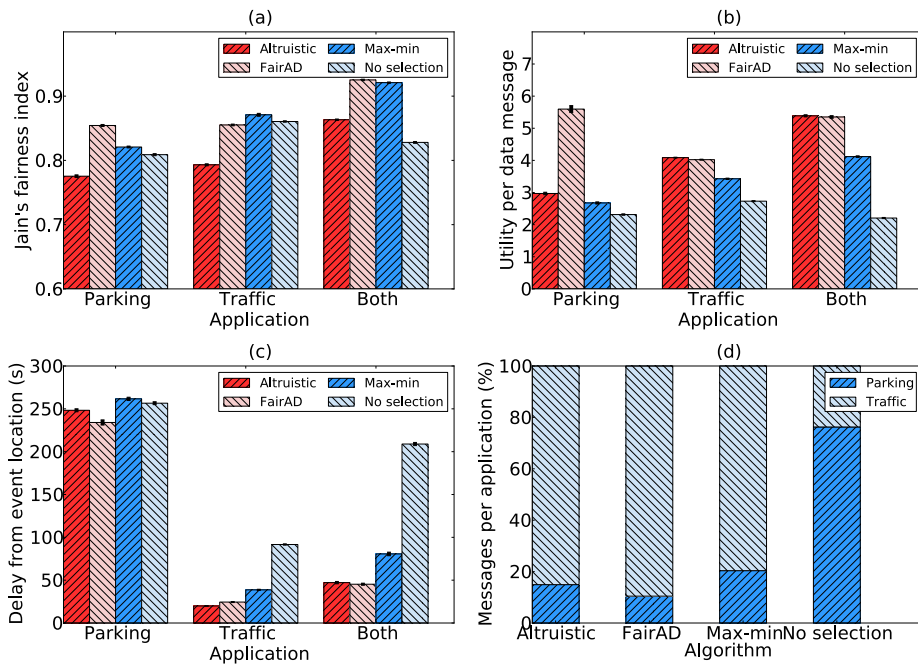 (a)
Altruistic
FairAD
Max-min
No selection
Jain's fairness index
0.9
0.8
0.7
0.6
Parking Traffic Both
Application
(b)
Altruistic
FairAD
Max-min
No selection
Utility per data message
7
6
5
4
3
2
1
0
Parking Traffic Both
Application
(c)
Altruistic
FairAD
Max-min
No selection
Delay from event location (s)
300
250
200
150
100
50
0
Parking Traffic Both
Application
(d)
Parking
Traffic
Messages per application (%)
100
80
60
40
20
0
Altruistic FairAD Max-min No selection
Algorithm